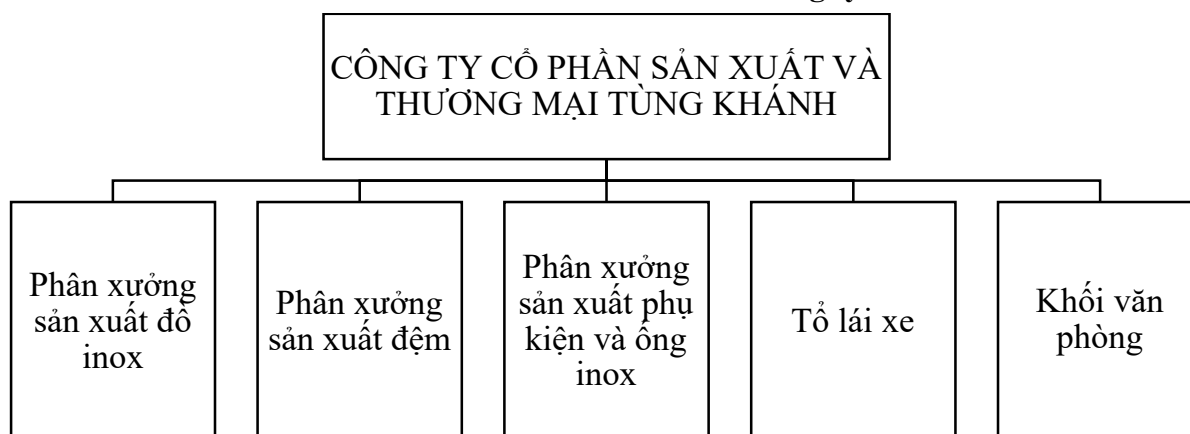 CÔNG TY CỔ PHẦN SẢN XUẤT VÀ
THƯƠNG MẠI TÙNG KHÁNH
Phân xưởng
sản xuất đồ
inox
Phân xưởng
sản xuất đệm
Phân xưởng
sản xuất phụ
kiện và ống
inox
Tổ lái xe
Khối văn
phòng